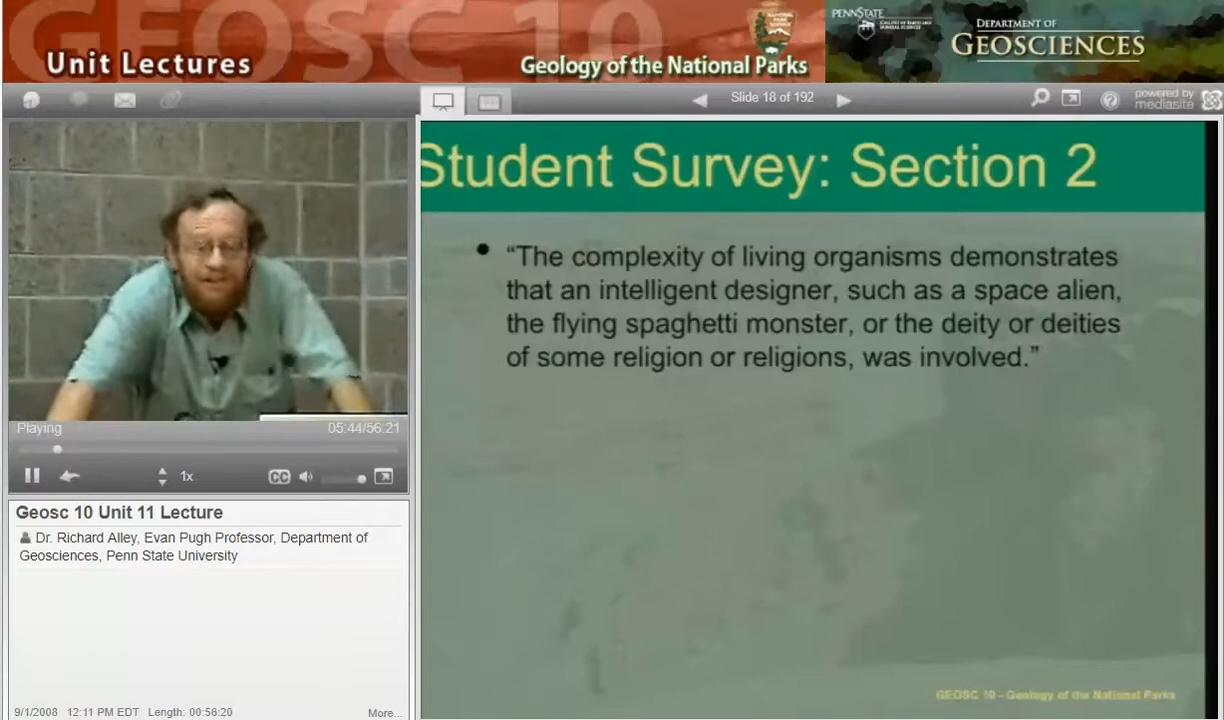 GEOSC 10
Unit Lectures
Geology of the National Parks
NATIONAL
PARK
SERVICE
PENNSTATE
DEPARTMENT OF
GEOSCIENCES
Slide 18 of 192
powered by
mediasite
Student Survey: Section 2
• “The complexity of living organisms demonstrates
that an intelligent designer, such as a space alien,
the flying spaghetti monster, or the deity or deities
of some religion or religions, was involved.”
GEOSC 10 - Geology of the National Parks
Playing
05:44/56:21
1x
CC
Geosc 10 Unit 11 Lecture
Dr. Richard Alley, Evan Pugh Professor, Department of
Geosciences, Penn State University
9/1/2008 12:11 PM EDT Length: 00:56:20
More...